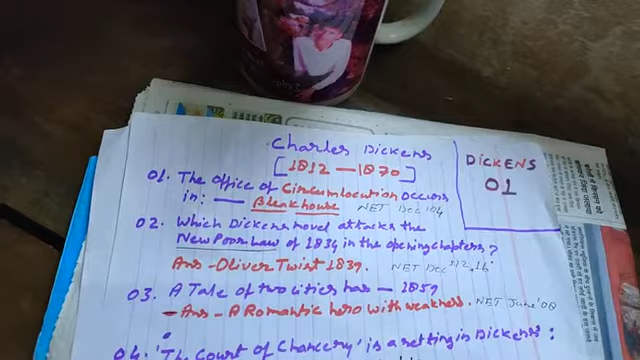 Charles Dickens
[1812 — 1870]
DICKENS
01
01. The office of Circumlocution occurs
in: — Bleak house NET Dec '04
02. Which Dickens novel attacks the
New Poor Law of 1834 in the opening chapters?
Ans - Oliver Twist 1839. NET Dec '12, 16'
03. A Tale of two cities has — 1859
- Ans - A Romantic hero with weakness. NET June '08
04. 'The Court of Chancery' is a setting in Dickens':